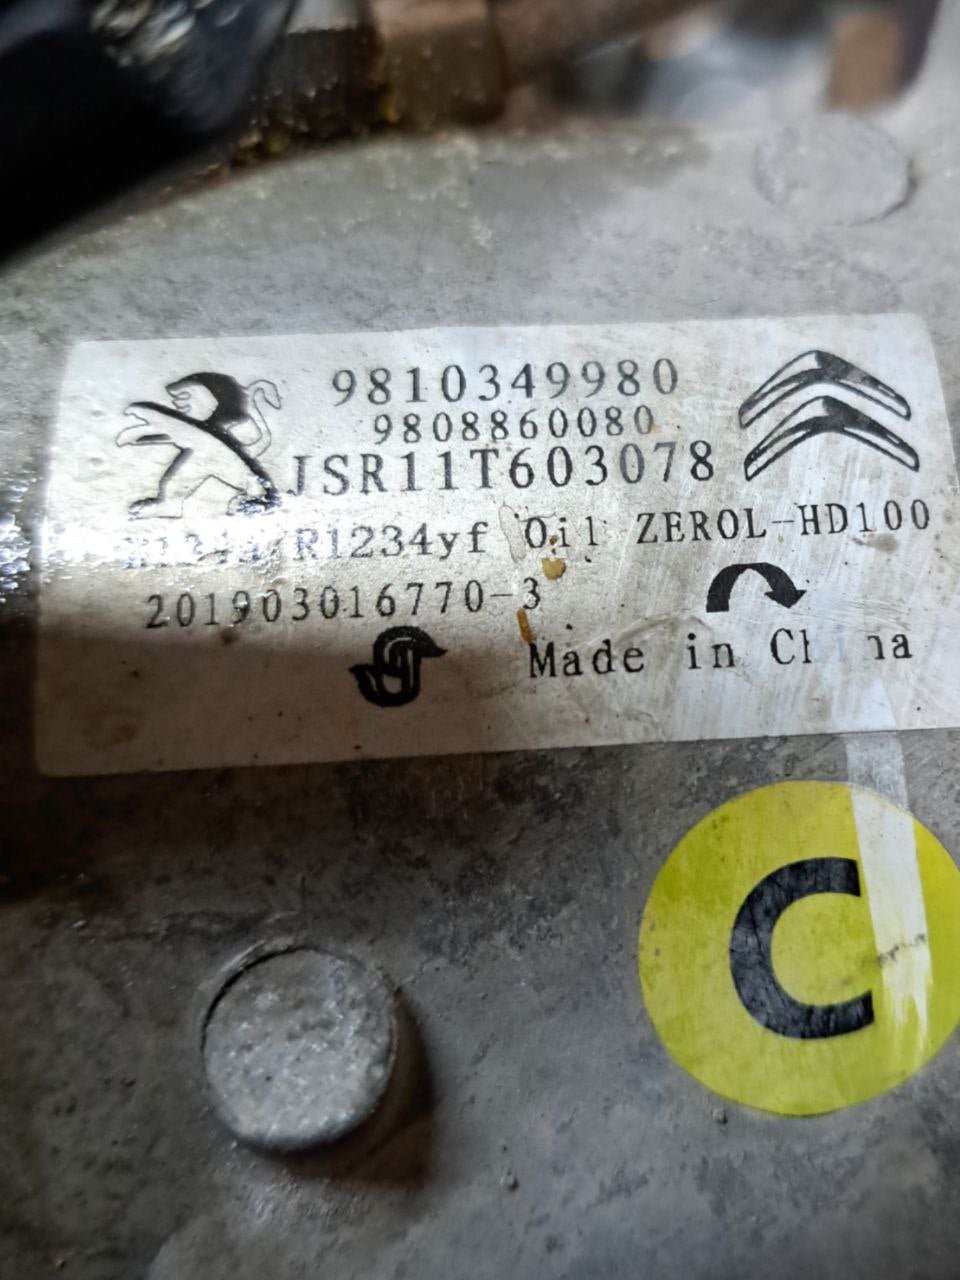 9810349980
9808860080
JSR11T603078
R1234yf Oil ZEROL-HD100
201903016770-3
Made in
C